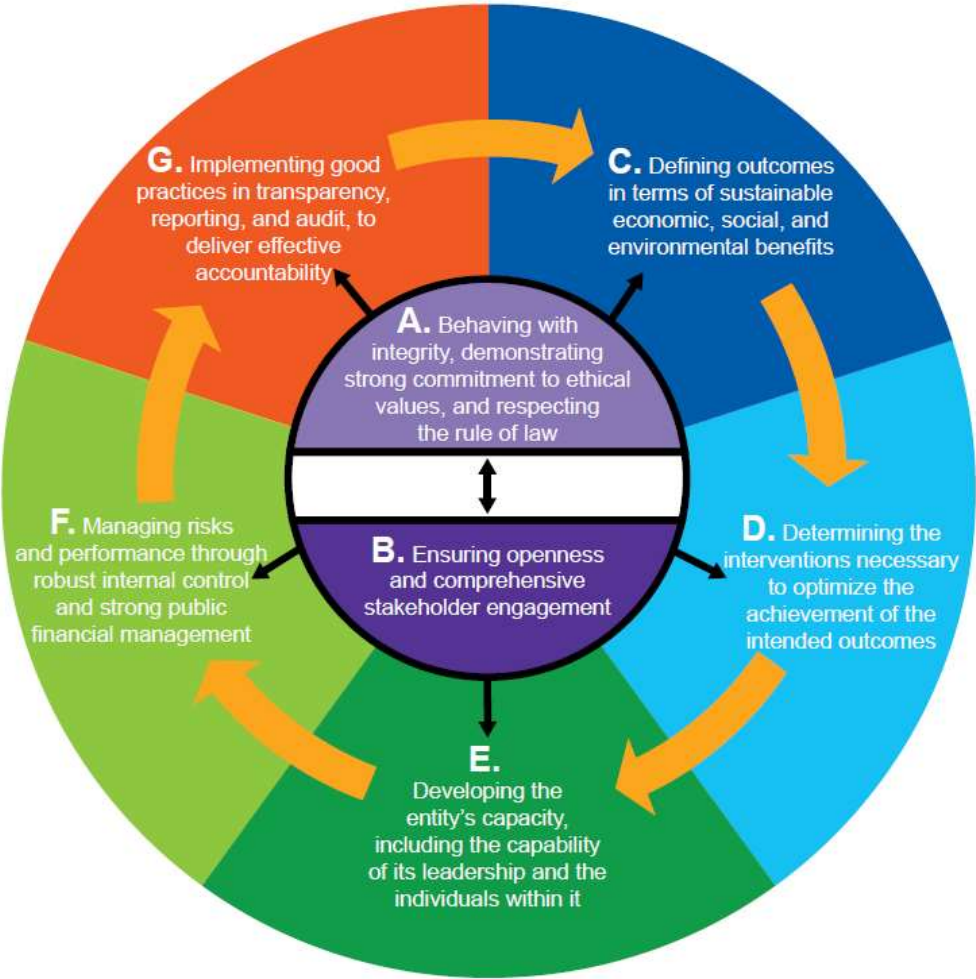 A. Behaving with
integrity, demonstrating
strong commitment to ethical
values, and respecting
the rule of law
B. Ensuring openness
and comprehensive
stakeholder engagement
C. Defining outcomes
in terms of sustainable
economic, social, and
environmental benefits
D. Determining the
interventions necessary
to optimize the
achievement of the
intended outcomes
E.
Developing the
entity's capacity,
including the capability
of its leadership and the
individuals within it
F. Managing risks
and performance through
robust internal control
and strong public
financial management
G. Implementing good
practices in transparency,
reporting, and audit, to
deliver effective
accountability